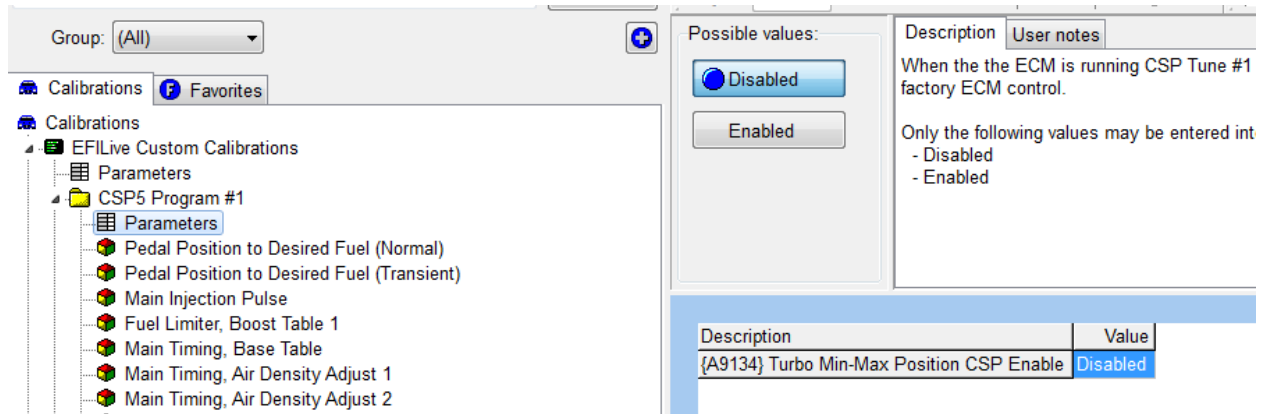 Group: (All)
Calibrations
Favorites
Calibrations
EFILive Custom Calibrations
Parameters
CSP5 Program #1
Parameters
Pedal Position to Desired Fuel (Normal)
Pedal Position to Desired Fuel (Transient)
Main Injection Pulse
Fuel Limiter, Boost Table 1
Main Timing, Base Table
Main Timing, Air Density Adjust 1
Main Timing, Air Density Adjust 2
Possible values:
Disabled
Enabled
Description
User notes
When the the ECM is running CSP Tune #1
factory ECM control.
Only the following values may be entered
- Disabled
- Enabled
Description Value
{A9134} Turbo Min-Max Position CSP Enable Disabled